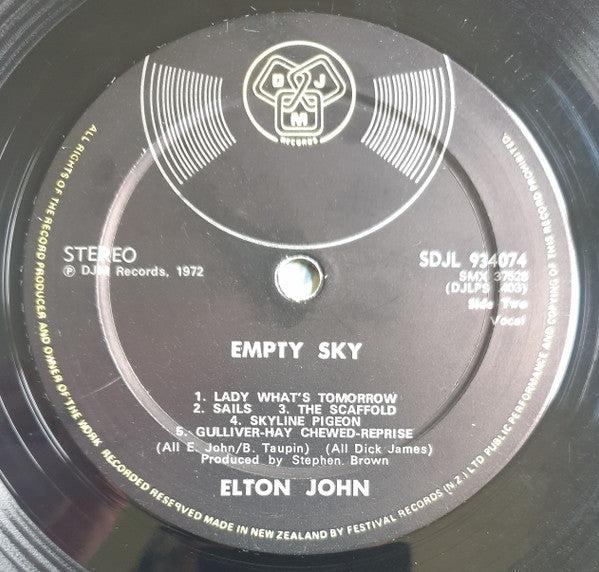 D J M
RECORDS
STEREO
℗ DJM Records, 1972
SDJL 934074
SMX 37528
(DJLPS 403)
Side Two
Vocal
EMPTY SKY
1. LADY WHAT'S TOMORROW
2. SAILS 3. THE SCAFFOLD
4. SKYLINE PIGEON
5. GULLIVER-HAY CHEWED-REPRISE
(All E. John/B. Taupin) (All Dick James)
Produced by Stephen Brown
ELTON JOHN
ALL RIGHTS OF THE RECORD PRODUCER AND OWNER OF THE WORK RECORDED RESERVED MADE IN NEW ZEALAND BY FESTIVAL RECORDS (N.Z.) LTD PUBLIC PERFORMANCE AND COPYING OF THIS RECORD PROHIBITED.